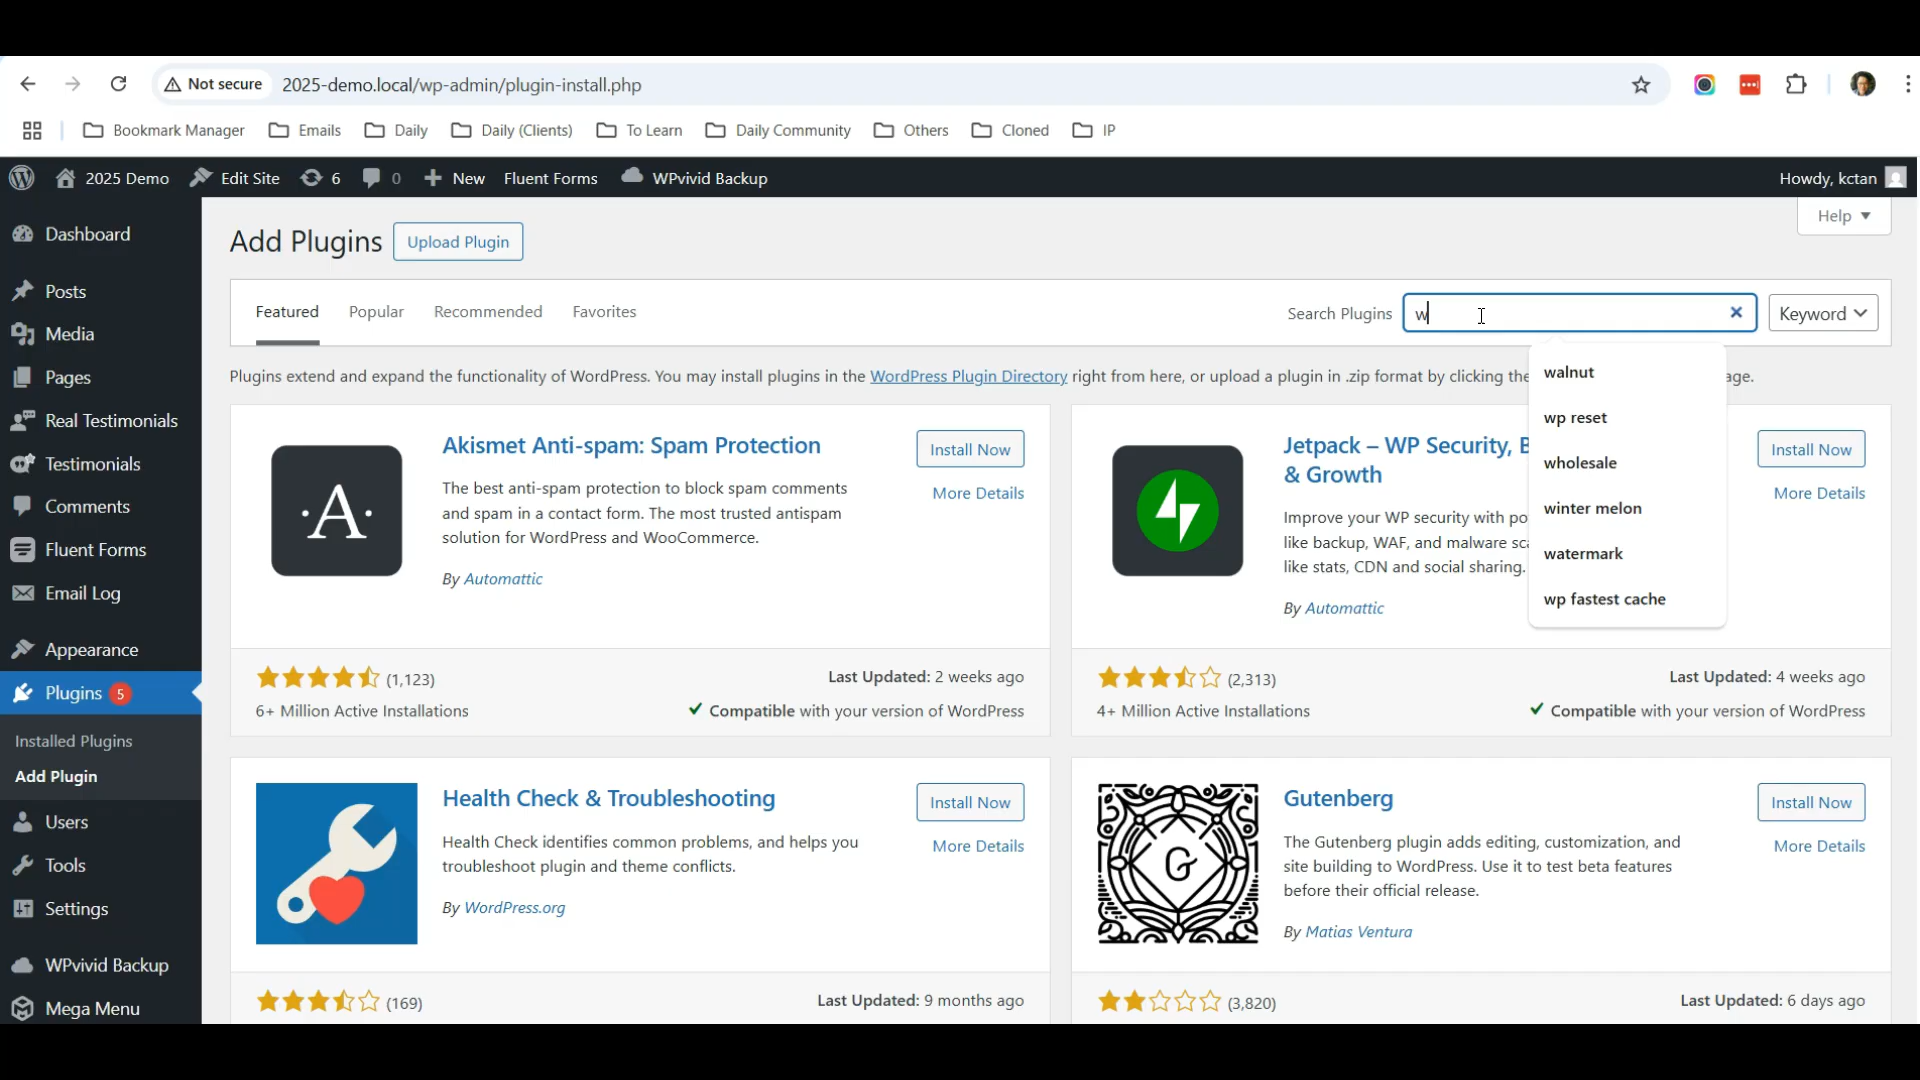 Not secure 2025-demo.local/wp-admin/plugin-install.php
Bookmark Manager Emails Daily Daily (Clients) To Learn Daily Community Others Cloned IP
2025 Demo Edit Site 6 0 New Fluent Forms WPvivid Backup Howdy, kctan
Help
Dashboard
Posts
Media
Pages
Real Testimonials
Testimonials
Comments
Fluent Forms
Email Log
Appearance
Plugins 5
Installed Plugins
Add Plugin
Users
Tools
Settings
WPvivid Backup
Mega Menu
Add Plugins Upload Plugin
Featured Popular Recommended Favorites Search Plugins w Keyword
walnut
wp reset
wholesale
winter melon
watermark
wp fastest cache
Plugins extend and expand the functionality of WordPress. You may install plugins in the WordPress Plugin Directory right from here, or upload a plugin in .zip format by clicking the age.
Akismet Anti-spam: Spam Protection
Install Now
More Details
The best anti-spam protection to block spam comments
and spam in a contact form. The most trusted antispam
solution for WordPress and WooCommerce.
By Automattic
(1,123) Last Updated: 2 weeks ago
6+ Million Active Installations Compatible with your version of WordPress
Jetpack – WP Security, B
& Growth
Install Now
More Details
Improve your WP security with po
like backup, WAF, and malware sca
like stats, CDN and social sharing.
By Automattic
(2,313) Last Updated: 4 weeks ago
4+ Million Active Installations Compatible with your version of WordPress
Health Check & Troubleshooting
Install Now
More Details
Health Check identifies common problems, and helps you
troubleshoot plugin and theme conflicts.
By WordPress.org
(169) Last Updated: 9 months ago
Gutenberg
Install Now
More Details
The Gutenberg plugin adds editing, customization, and
site building to WordPress. Use it to test beta features
before their official release.
By Matias Ventura
(3,820) Last Updated: 6 days ago